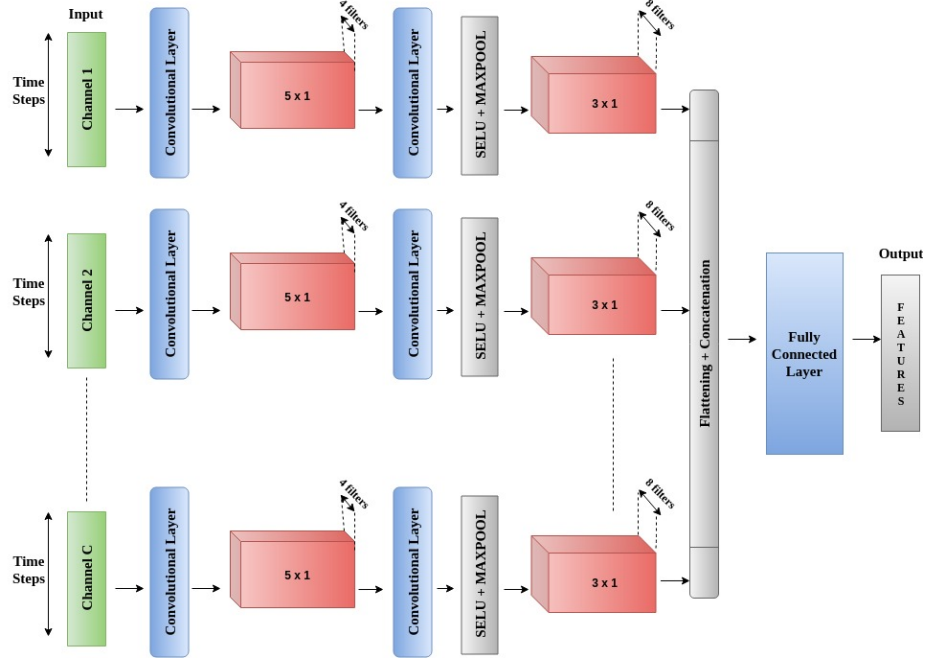 Input
Time
Steps
Channel 1
Convolutional Layer
5 x 1
4 filters
Convolutional Layer
SELU + MAXPOOL
3 x 1
8 filters
Time
Steps
Channel 2
Convolutional Layer
5 x 1
4 filters
Convolutional Layer
SELU + MAXPOOL
3 x 1
8 filters
Time
Steps
Channel C
Convolutional Layer
5 x 1
4 filters
Convolutional Layer
SELU + MAXPOOL
3 x 1
8 filters
Flattening + Concatenation
Fully
Connected
Layer
Output
FEATURES